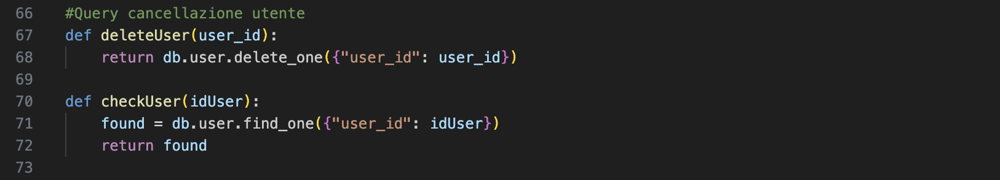 66 #Query cancellazione utente
67 def deleteUser(user_id):
68     return db.user.delete_one({"user_id": user_id})
69
70 def checkUser(idUser):
71     found = db.user.find_one({"user_id": idUser})
72     return found
73